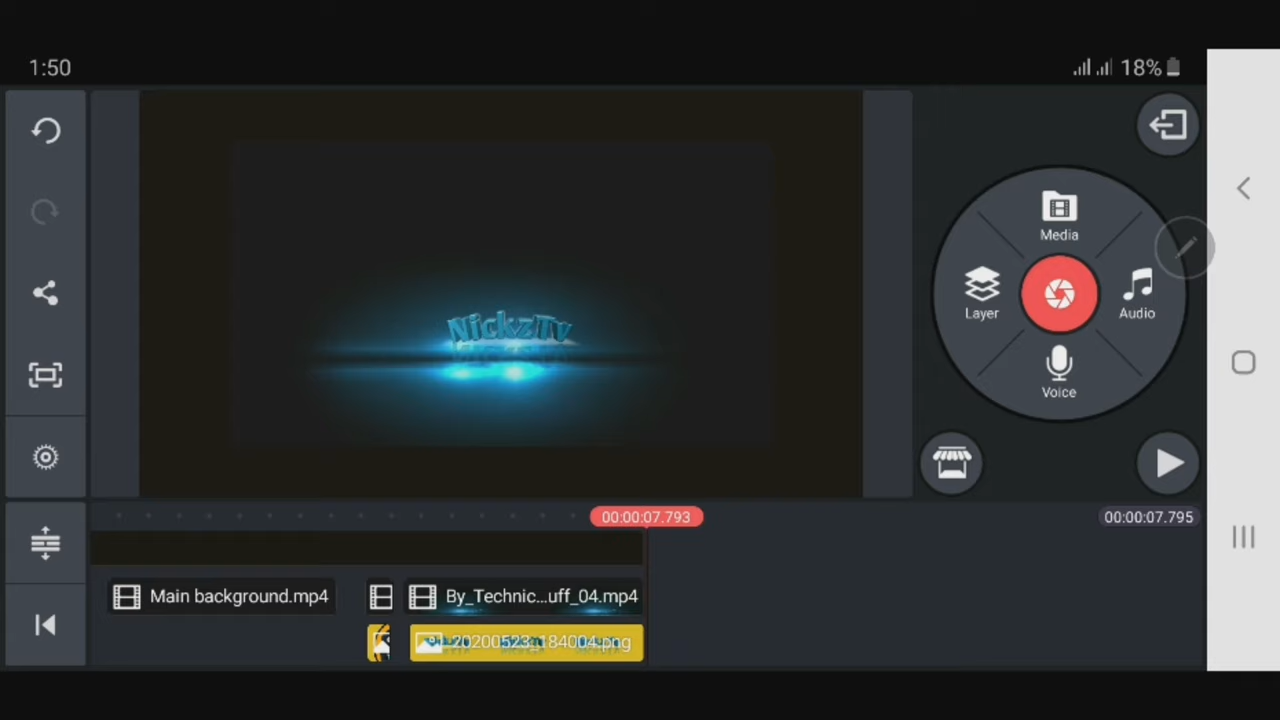 1:50
18%
Media
Layer
Audio
Voice
NickzTv
00:00:07.793
00:00:07.795
Main background.mp4
By_Technic...uff_04.mp4
20200523_184004.png